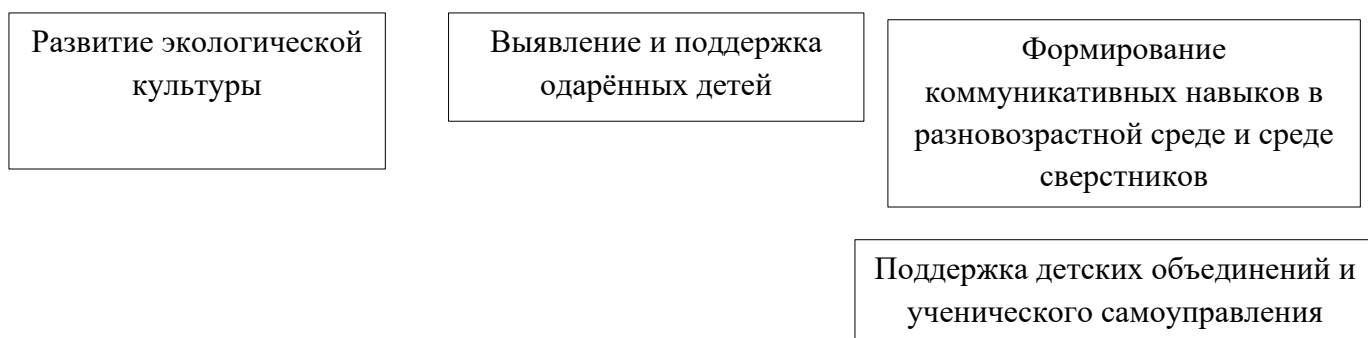 Развитие экологической
культуры
Выявление и поддержка
одарённых детей
Формирование
коммуникативных навыков в
разновозрастной среде и среде
сверстников
Поддержка детских объединений и
ученического самоуправления